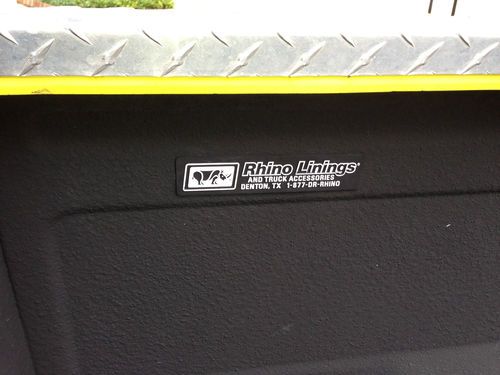 Rhino Linings®
AND TRUCK ACCESSORIES
DENTON, TX 1-877-DR-RHINO